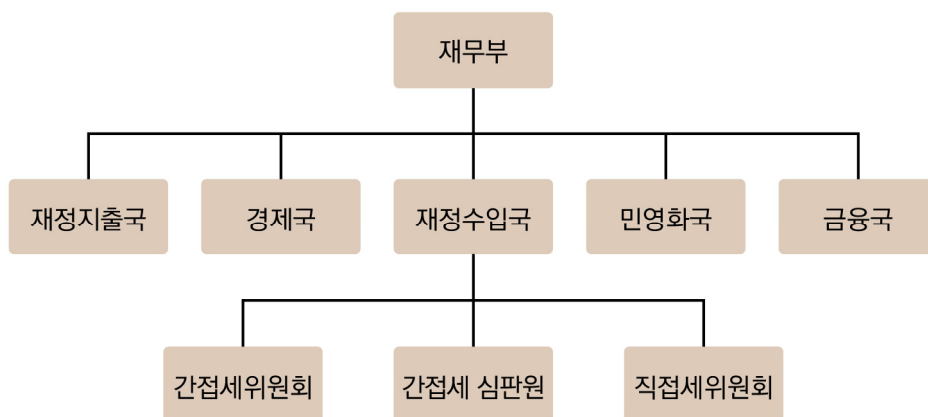 재무부
재정지출국
경제국
재정수입국
민영화국
금융국
간접세위원회
간접세 심판원
직접세위원회